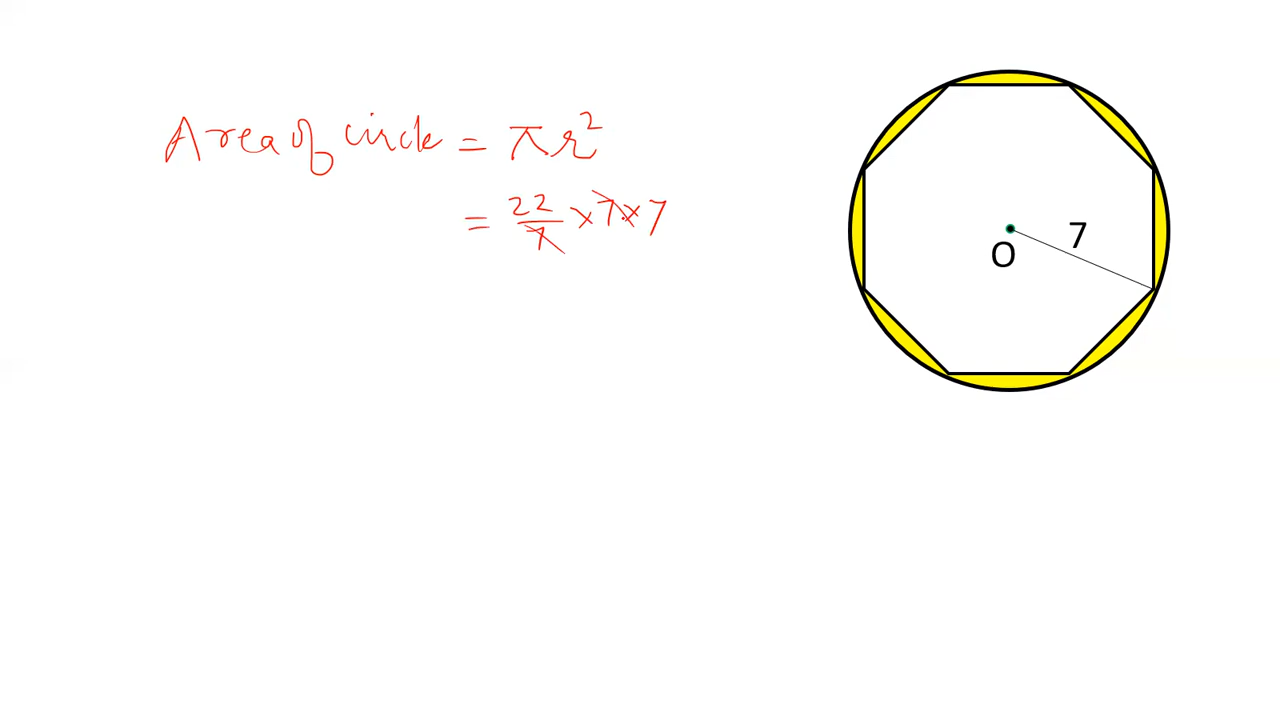 Area of circle = πr²
= 22/7 × 7 × 7
7
O